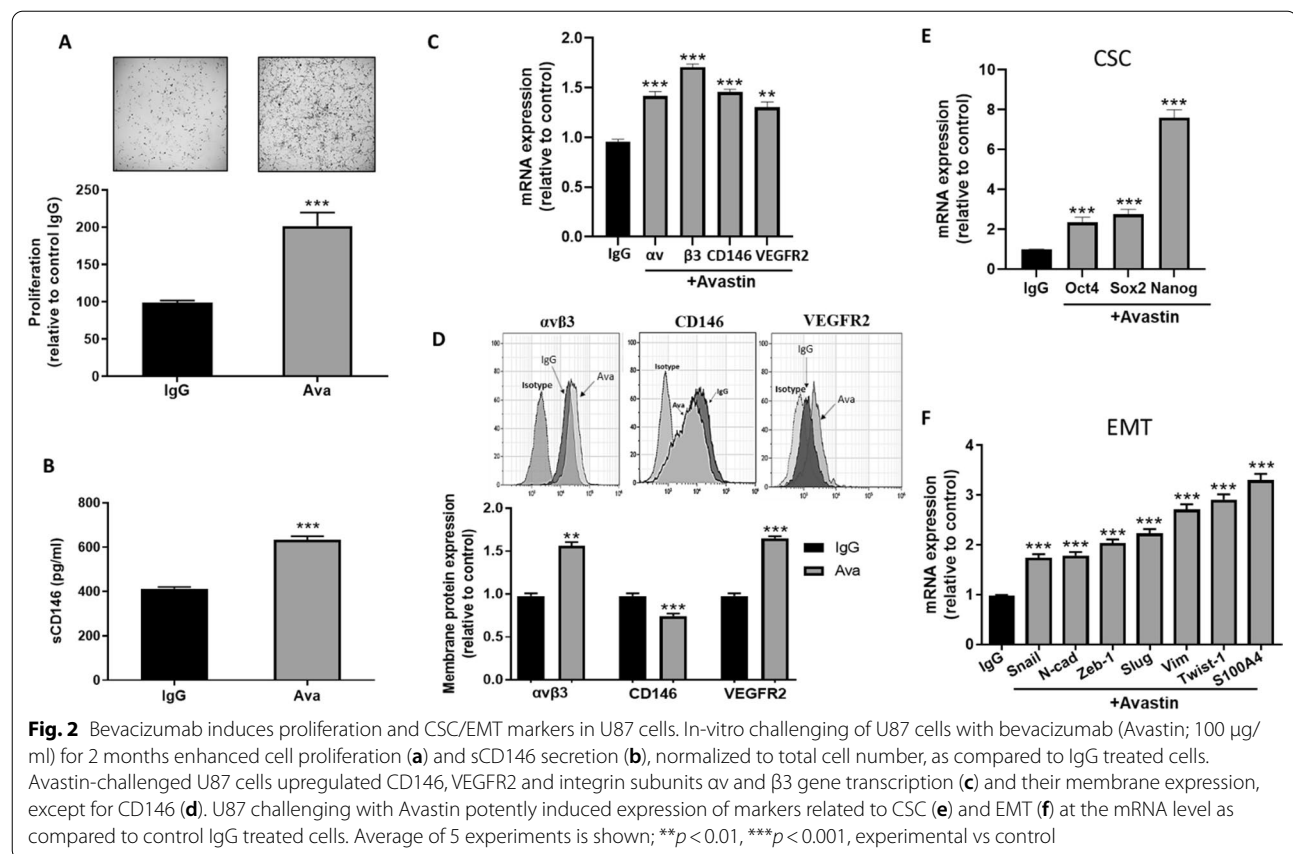 A
250
200
150
100
50
0
Proliferation
(relative to control IgG)
***
IgG
Ava
B
800
600
400
200
0
sCD146 (pg/ml)
***
IgG
Ava
C
2.0
1.5
1.0
0.5
0.0
mRNA expression
(relative to control)
***
***
***
**
IgG
αv
β3
CD146
VEGFR2
+Avastin
D
αvβ3
CD146
VEGFR2
Isotype
IgG
Ava
Isotype
Ava
IgG
Isotype
IgG
Ava
2.0
1.5
1.0
0.5
0.0
Membrane protein expression
(relative to control)
**
***
***
IgG
Ava
αvβ3
CD146
VEGFR2
E
CSC
10
8
6
4
2
0
mRNA expression
(relative to control)
***
***
***
IgG
Oct4
Sox2
Nanog
+Avastin
F
EMT
4
3
2
1
0
mRNA expression
(relative to control)
***
***
***
***
***
***
***
IgG
Snail
N-cad
Zeb-1
Slug
Vim
Twist-1
S100A4
+Avastin
Fig. 2 Bevacizumab induces proliferation and CSC/EMT markers in U87 cells. In-vitro challenging of U87 cells with bevacizumab (Avastin; 100 µg/
ml) for 2 months enhanced cell proliferation (a) and sCD146 secretion (b), normalized to total cell number, as compared to IgG treated cells.
Avastin-challenged U87 cells upregulated CD146, VEGFR2 and integrin subunits αv and β3 gene transcription (c) and their membrane expression,
except for CD146 (d). U87 challenging with Avastin potently induced expression of markers related to CSC (e) and EMT (f) at the mRNA level as
compared to control IgG treated cells. Average of 5 experiments is shown; **p < 0.01, ***p < 0.001, experimental vs control